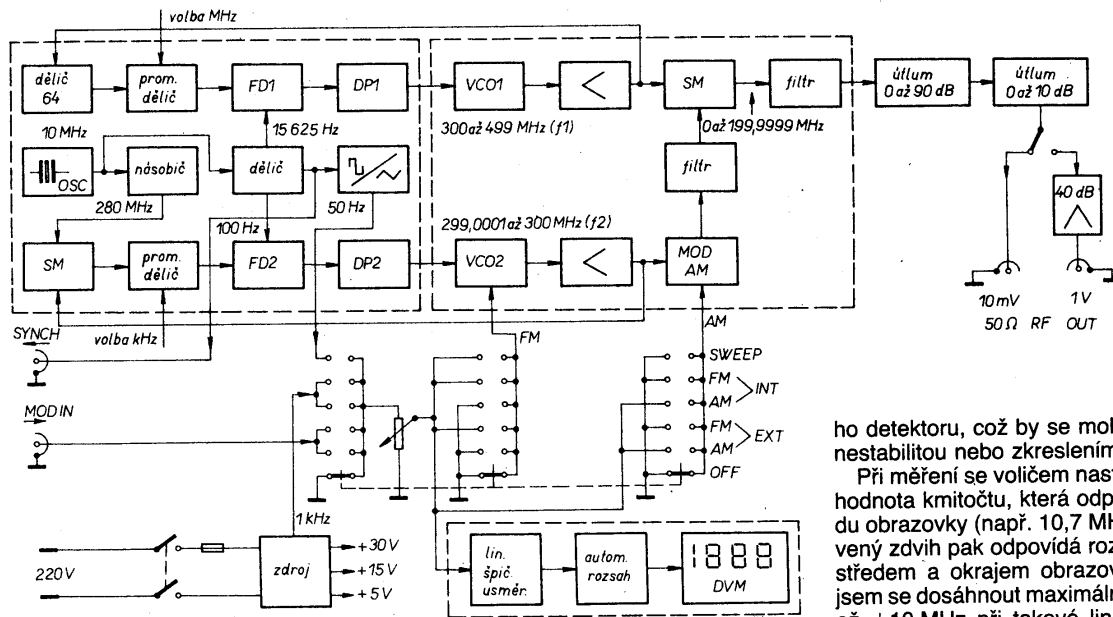 volba MHz
dělič 64
prom. dělič
FD1
DP1
VCO1
<
SM
filtr
útlum
0 až 90 dB
útlum
0 až 10 dB
10 MHz
15 625 Hz
300 až 499 MHz (f1)
0 až 199,9999 MHz
OSC
násobič
dělič
50 Hz
filtr
280 MHz
100 Hz
299,0001 až 300 MHz (f2)
40 dB
SM
prom. dělič
FD2
DP2
VCO2
<
MOD AM
10 mV
1 V
50 Ω RF OUT
SYNCH
volba kHz
FM
AM
SWEEP
FM
INT
AM
MOD IN
FM
EXT
AM
OFF
1 kHz
220 V
zdroj
+30 V
+15 V
+5 V
lin. špič. usměr.
autom. rozsah
1888
DVM
ho detektoru, což by se moh
nestabilitou nebo zkreslením
Při měření se voličem nast
hodnota kmitočtu, která odp
du obrazovky (např. 10,7 MH
vený zdvih pak odpovídá roz
středem a okrajem obrazov
jsem se dosáhnout maximáln